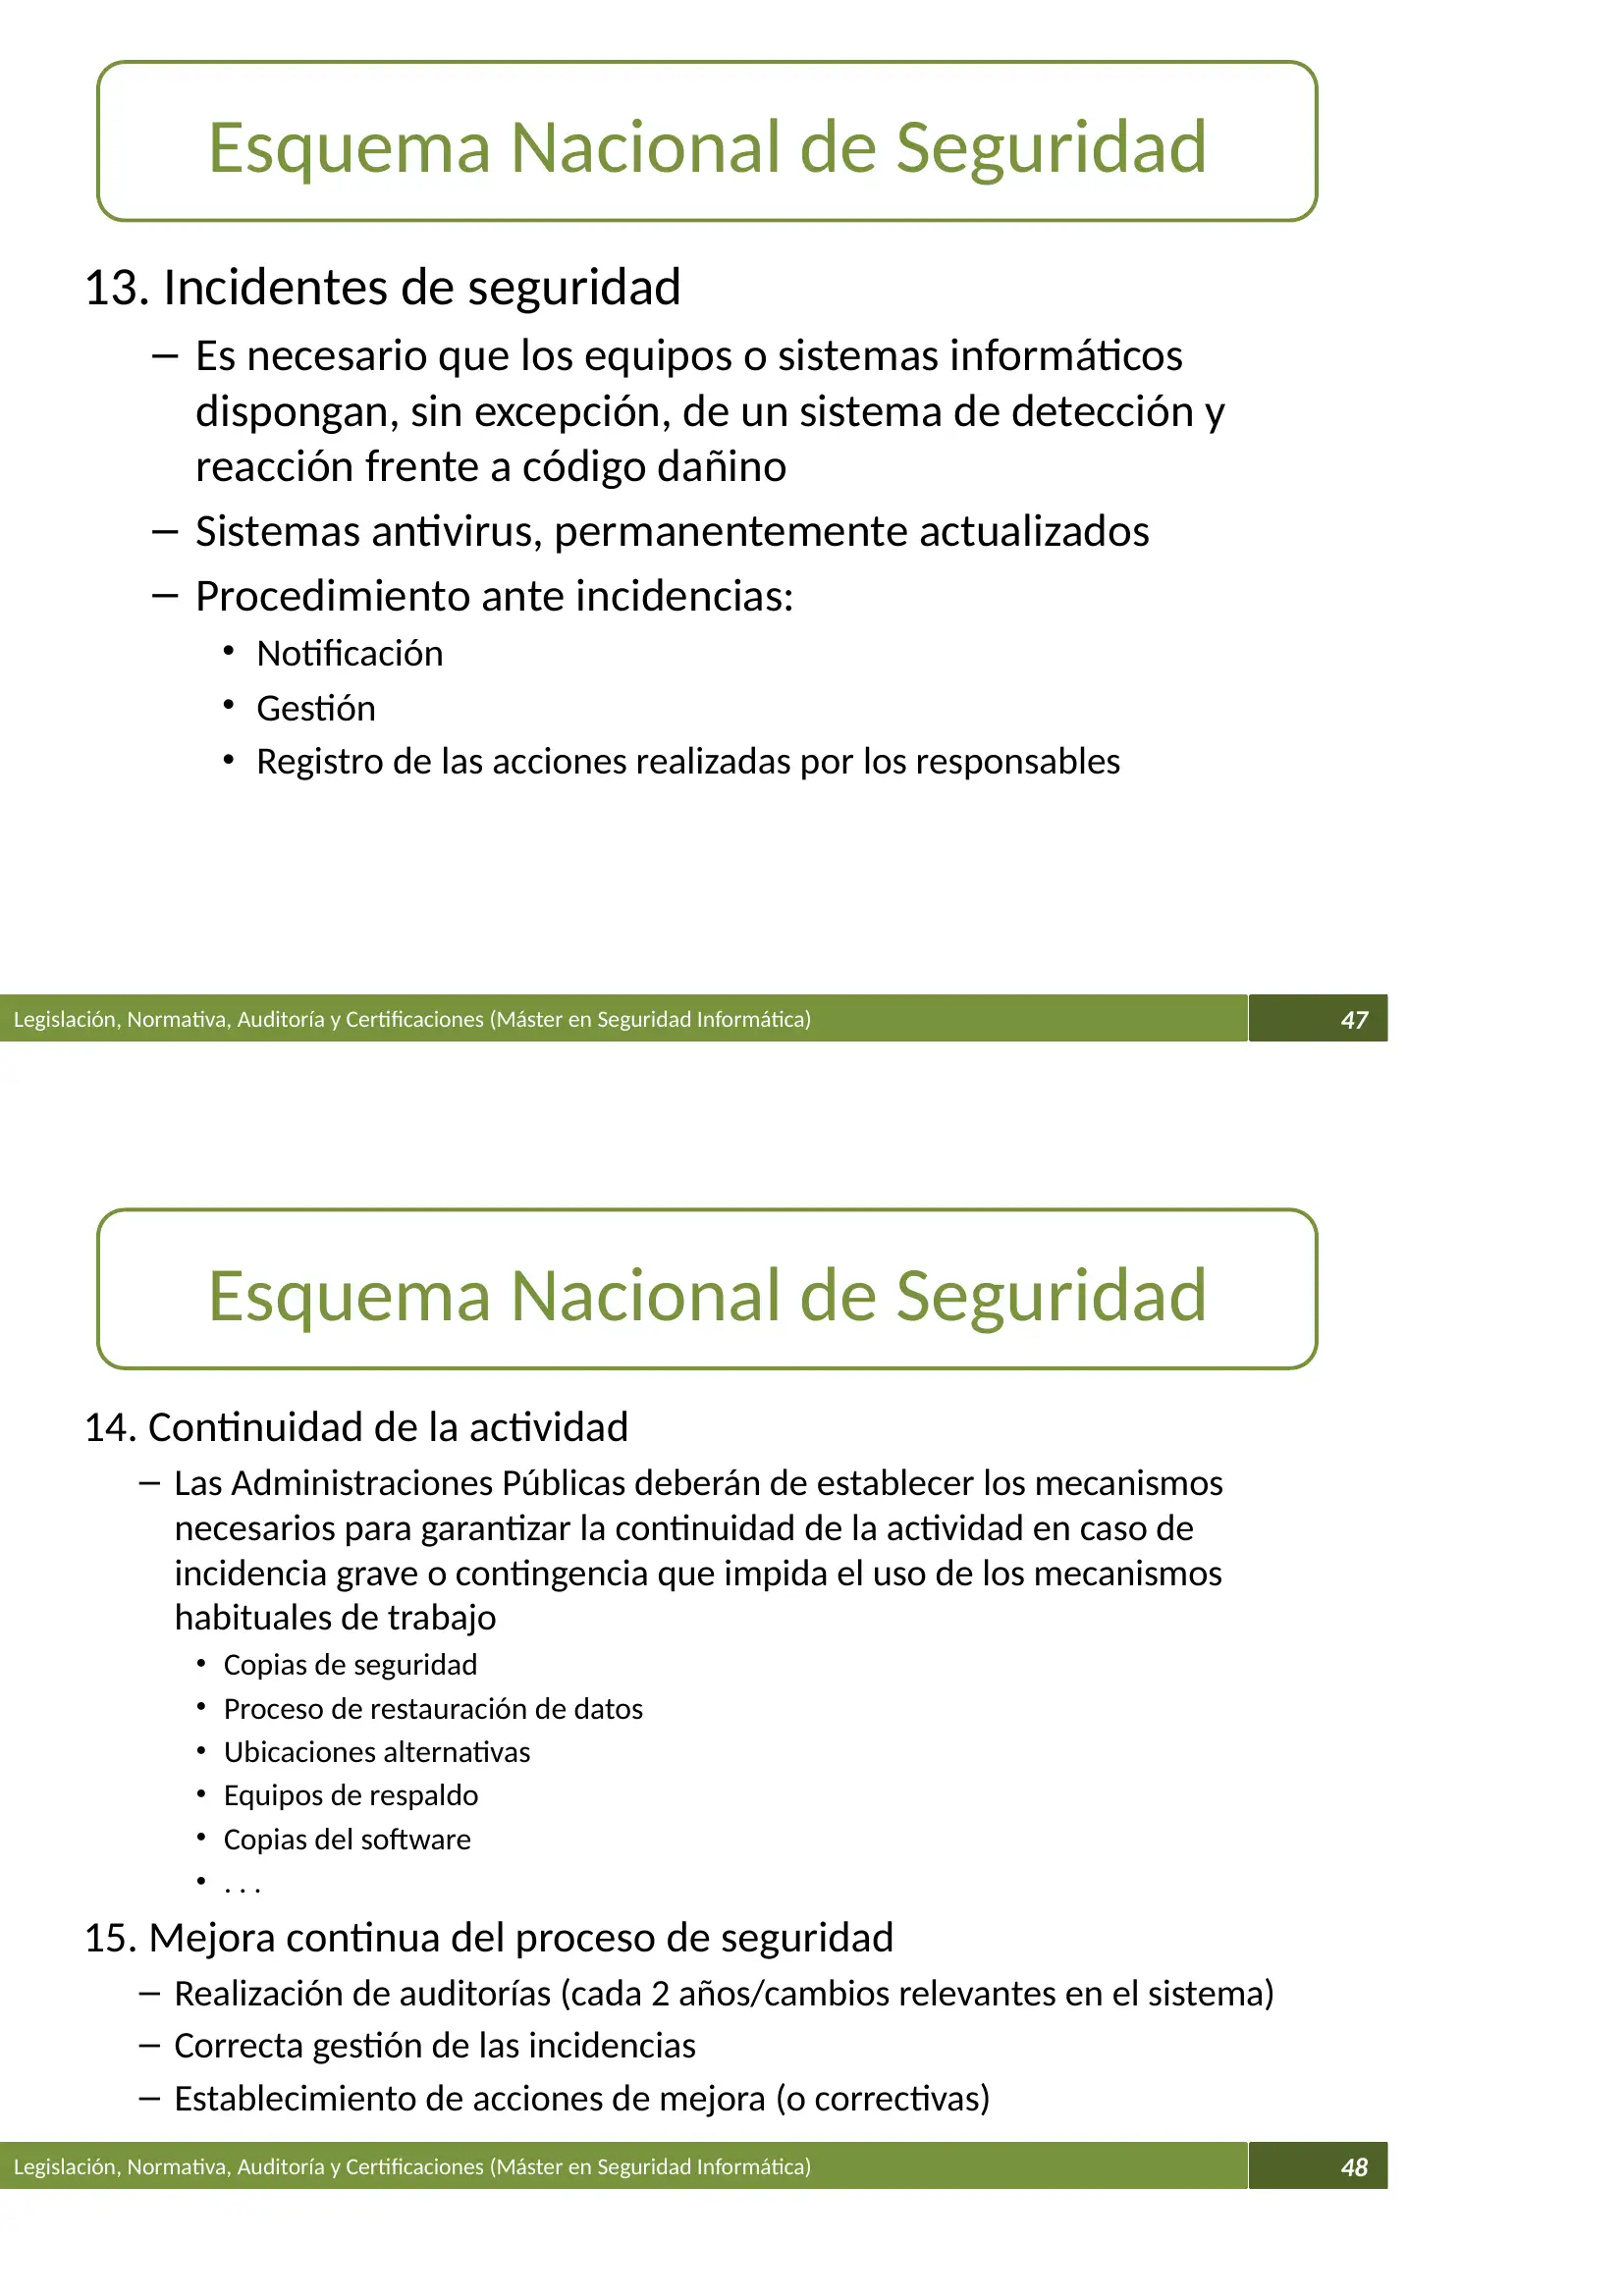 Esquema Nacional de Seguridad
13. Incidentes de seguridad
– Es necesario que los equipos o sistemas informáticos
dispongan, sin excepción, de un sistema de detección y
reacción frente a código dañino
– Sistemas antivirus, permanentemente actualizados
– Procedimiento ante incidencias:
• Notificación
• Gestión
• Registro de las acciones realizadas por los responsables
Legislación, Normativa, Auditoría y Certificaciones (Máster en Seguridad Informática) 47
Esquema Nacional de Seguridad
14. Continuidad de la actividad
– Las Administraciones Públicas deberán de establecer los mecanismos
necesarios para garantizar la continuidad de la actividad en caso de
incidencia grave o contingencia que impida el uso de los mecanismos
habituales de trabajo
• Copias de seguridad
• Proceso de restauración de datos
• Ubicaciones alternativas
• Equipos de respaldo
• Copias del software
• . . .
15. Mejora continua del proceso de seguridad
– Realización de auditorías (cada 2 años/cambios relevantes en el sistema)
– Correcta gestión de las incidencias
– Establecimiento de acciones de mejora (o correctivas)
Legislación, Normativa, Auditoría y Certificaciones (Máster en Seguridad Informática) 48